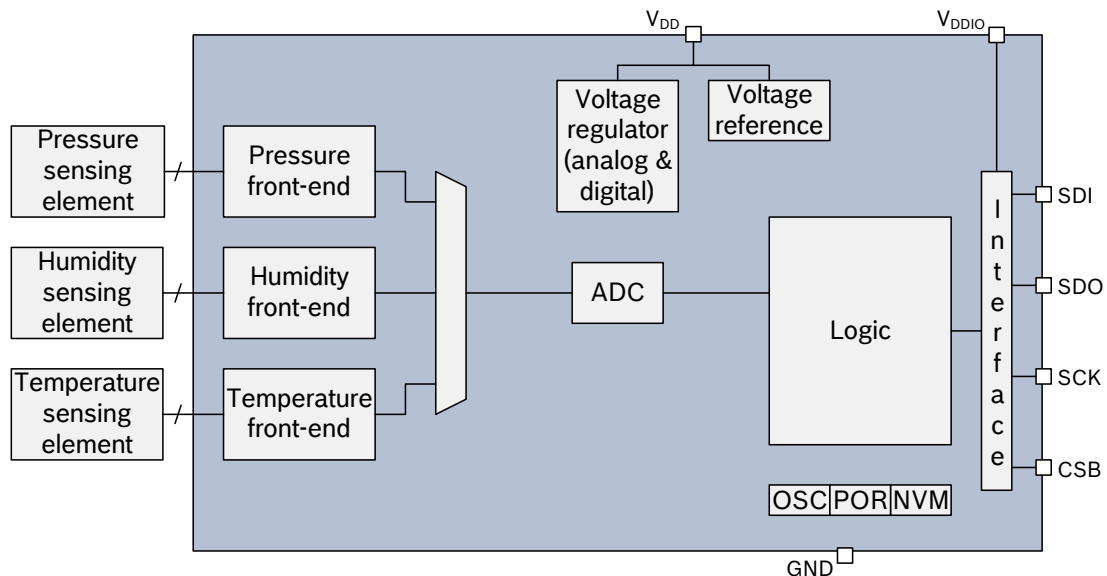 VDD
VDDIO
Voltage
regulator
(analog &
digital)
Voltage
reference
Pressure
sensing
element
Pressure
front-end
Humidity
sensing
element
Humidity
front-end
Temperature
sensing
element
Temperature
front-end
ADC
Logic
Interface
SDI
SDO
SCK
CSB
OSC
POR
NVM
GND